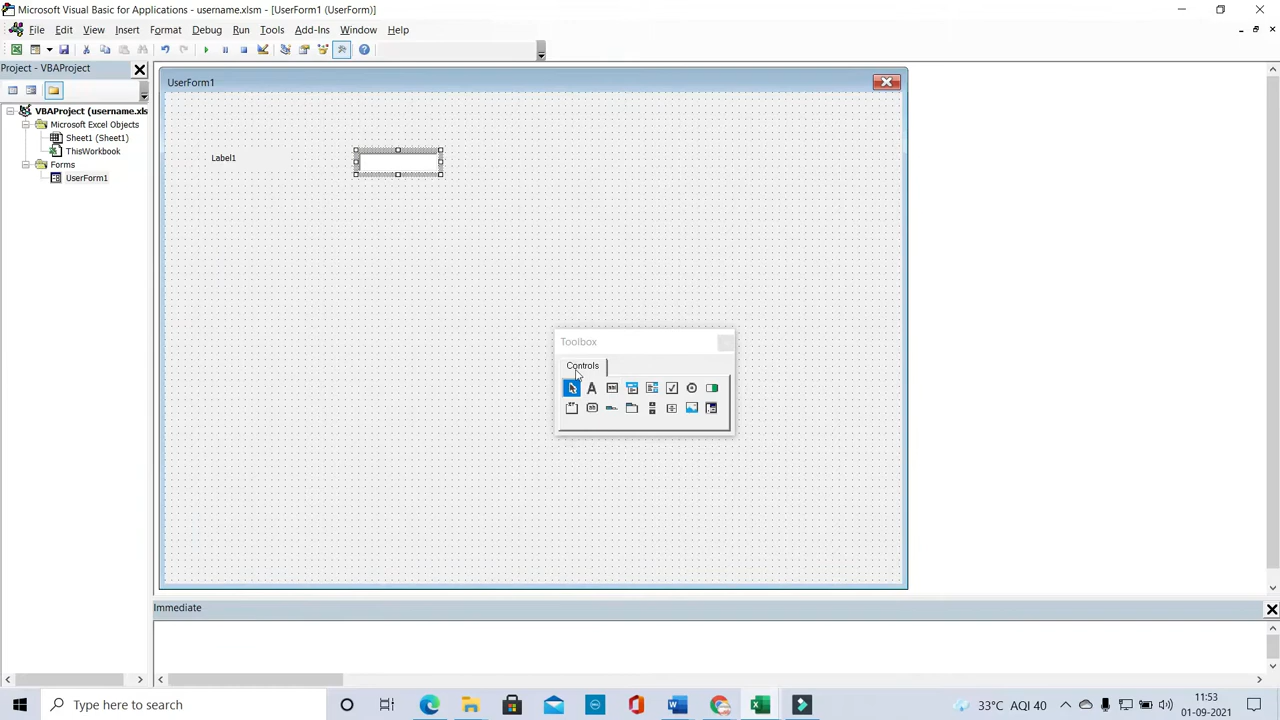 Microsoft Visual Basic for Applications - username.xlsm - [UserForm1 (UserForm)]
File Edit View Insert Format Debug Run Tools Add-Ins Window Help
Project - VBAProject
UserForm1
VBAProject (username.xls
Microsoft Excel Objects
Sheet1 (Sheet1)
ThisWorkbook
Forms
UserForm1
Label1
Toolbox
Controls
A
Immediate
Type here to search
33°C AQI 40
11:53
01-09-2021